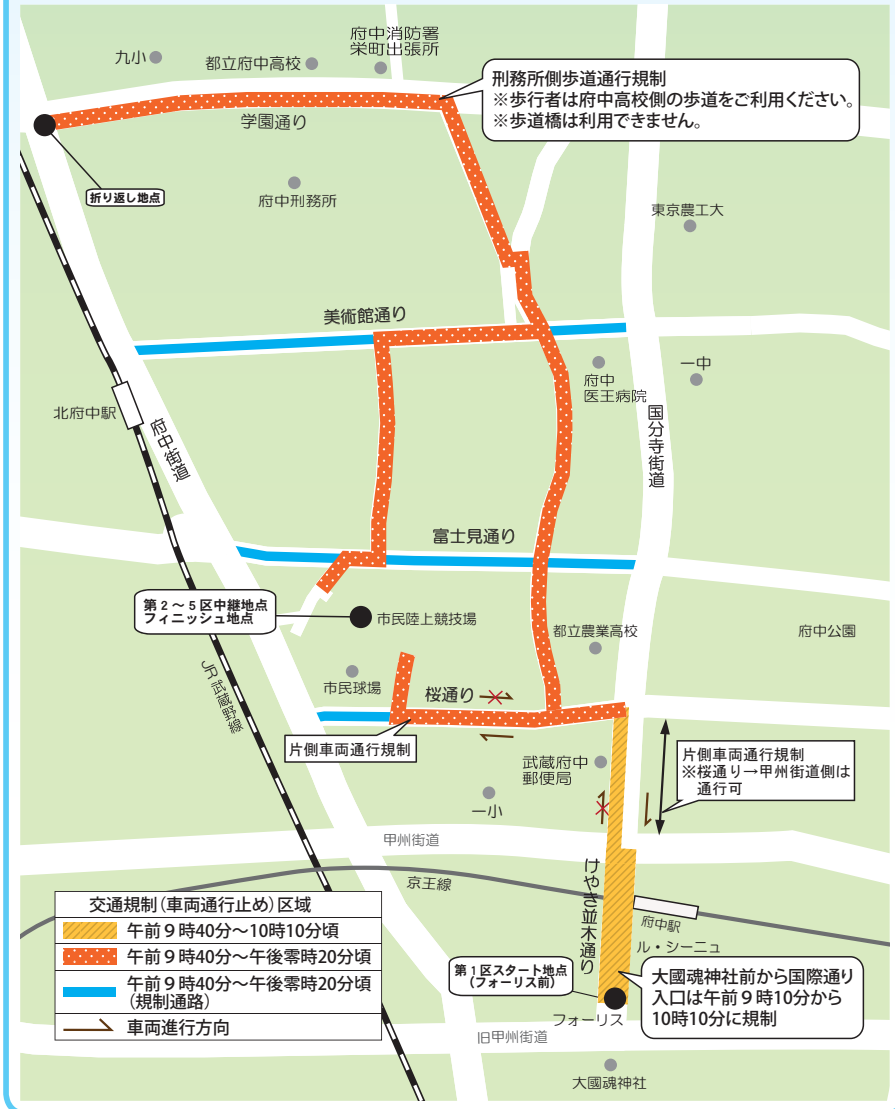 府中消防署
栄町出張所
九小
都立府中高校
刑務所側歩道通行規制
※歩行者は府中高校側の歩道をご利用ください。
※歩道橋は利用できません。
学園通り
折り返し地点
府中刑務所
東京農工大
美術館通り
府中
医王病院
一中
北府中駅
府中街道
国分寺街道
富士見通り
第2～5区中継地点
フィニッシュ地点
市民陸上競技場
都立農業高校
府中公園
JR武蔵野線
市民球場
桜通り
片側車両通行規制
武蔵府中
郵便局
片側車両通行規制
※桜通り→甲州街道側は
通行可
一小
甲州街道
京王線
けやき並木通り
府中駅
ル・シーニュ
交通規制(車両通行止め)区域
午前9時40分～10時10分頃
午前9時40分～午後零時20分頃
午前9時40分～午後零時20分頃
(規制通路)
車両進行方向
第1区スタート地点
(フォーリス前)
大國魂神社前から国際通り
入口は午前9時10分から
10時10分に規制
フォーリス
旧甲州街道
大國魂神社